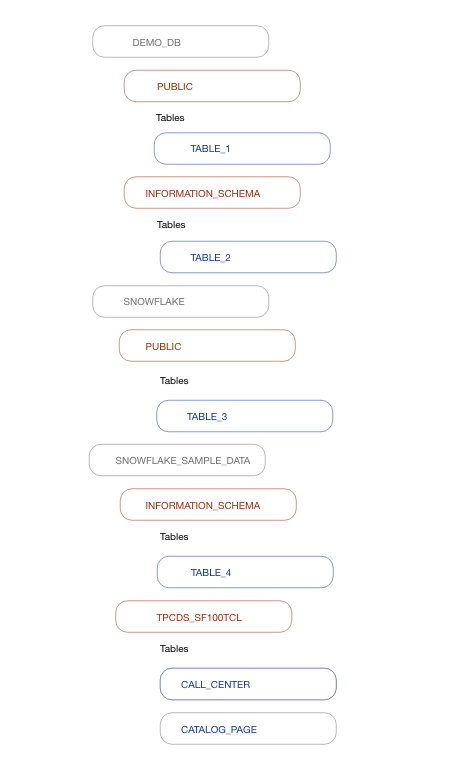 DEMO_DB
PUBLIC
Tables
TABLE_1
INFORMATION_SCHEMA
Tables
TABLE_2
SNOWFLAKE
PUBLIC
Tables
TABLE_3
SNOWFLAKE_SAMPLE_DATA
INFORMATION_SCHEMA
Tables
TABLE_4
TPCDS_SF100TCL
Tables
CALL_CENTER
CATALOG_PAGE